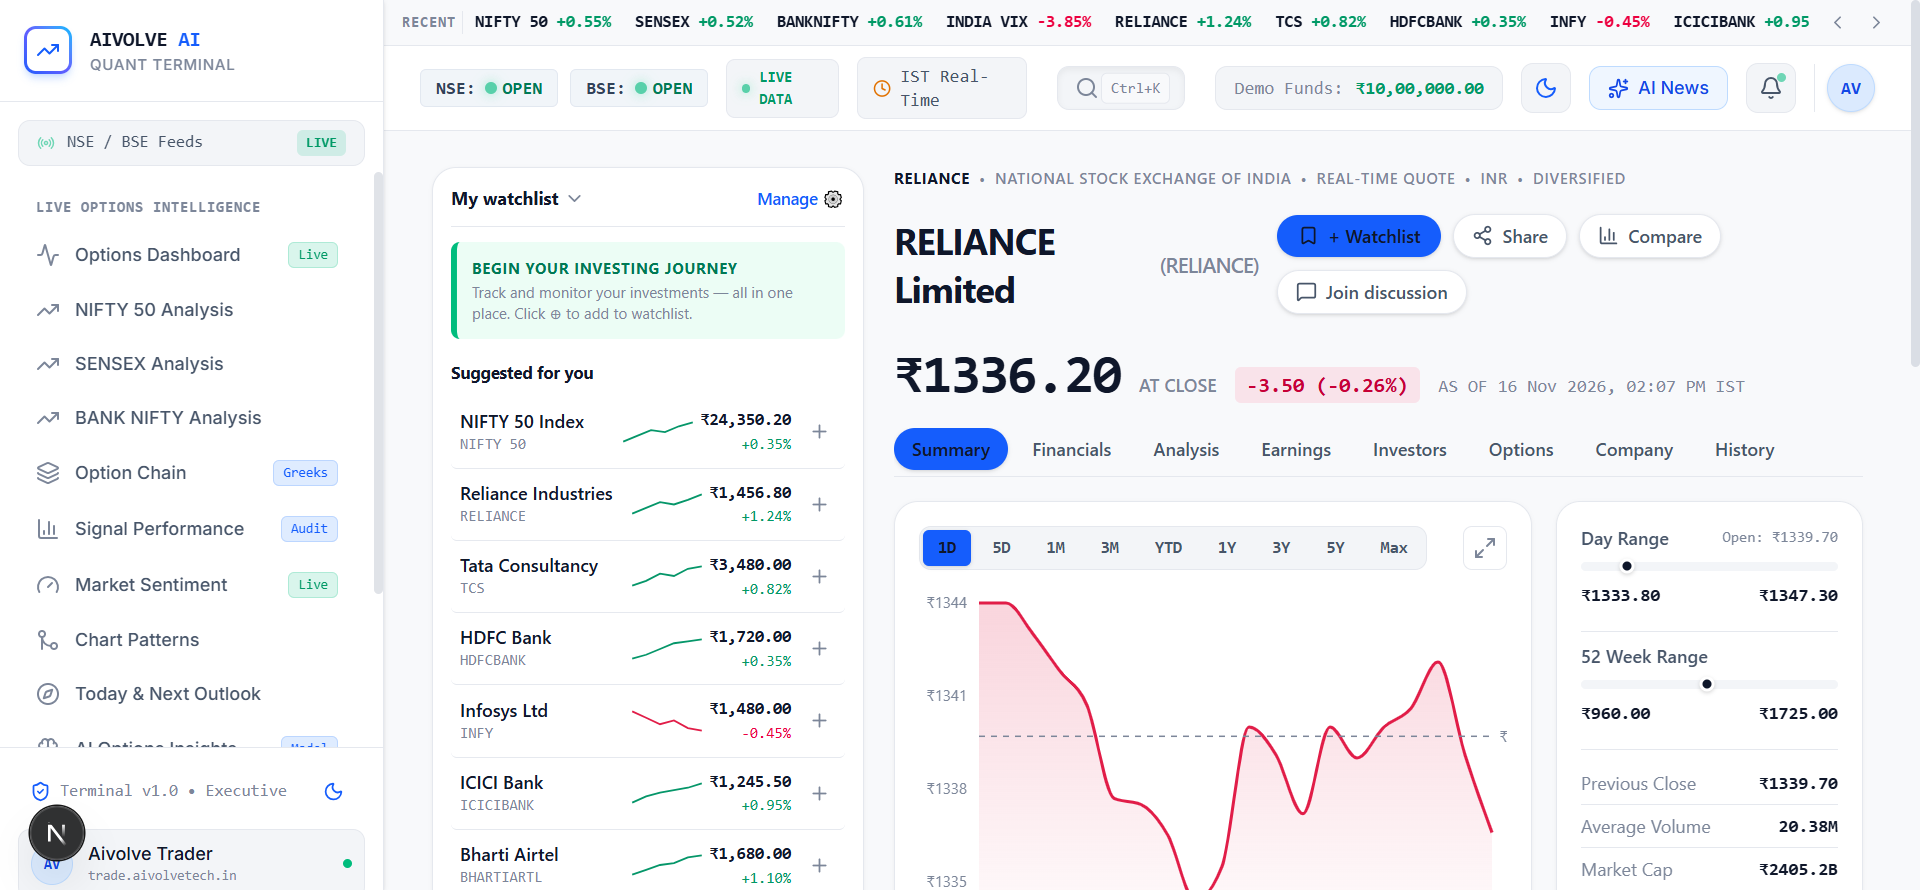 RECENT NIFTY 50 +0.55% SENSEX +0.52% BANKNIFTY +0.61% INDIA VIX -3.85% RELIANCE +1.24% TCS +0.82% HDFCBANK +0.35% INFY -0.45% ICICIBANK +0.95
AIVOLVE AI
QUANT TERMINAL
NSE: OPEN
BSE: OPEN
LIVE
DATA
IST Real-
Time
Ctrl+K
Demo Funds: ₹10,00,000.00
AI News
AV
NSE / BSE Feeds LIVE
LIVE OPTIONS INTELLIGENCE
Options Dashboard Live
NIFTY 50 Analysis
SENSEX Analysis
BANK NIFTY Analysis
Option Chain Greeks
Signal Performance Audit
Market Sentiment Live
Chart Patterns
Today & Next Outlook
AI Options Insights Model
Terminal v1.0 • Executive
N
AV
Aivolve Trader
trade.aivolvetech.in
My watchlist
Manage
BEGIN YOUR INVESTING JOURNEY
Track and monitor your investments — all in one
place. Click ⊕ to add to watchlist.
Suggested for you
NIFTY 50 Index ₹24,350.20
NIFTY 50 +0.35%
Reliance Industries ₹1,456.80
RELIANCE +1.24%
Tata Consultancy ₹3,480.00
TCS +0.82%
HDFC Bank ₹1,720.00
HDFCBANK +0.35%
Infosys Ltd ₹1,480.00
INFY -0.45%
ICICI Bank ₹1,245.50
ICICIBANK +0.95%
Bharti Airtel ₹1,680.00
BHARTIARTL +1.10%
RELIANCE • NATIONAL STOCK EXCHANGE OF INDIA • REAL-TIME QUOTE • INR • DIVERSIFIED
RELIANCE
Limited
(RELIANCE)
+ Watchlist
Share
Compare
Join discussion
₹1336.20 AT CLOSE -3.50 (-0.26%) AS OF 16 Nov 2026, 02:07 PM IST
Summary Financials Analysis Earnings Investors Options Company History
1D 5D 1M 3M YTD 1Y 3Y 5Y Max
₹1344
₹1341
₹1338
₹1335
₹
Day Range Open: ₹1339.70
₹1333.80 ₹1347.30
52 Week Range
₹960.00 ₹1725.00
Previous Close ₹1339.70
Average Volume 20.38M
Market Cap ₹2405.2B